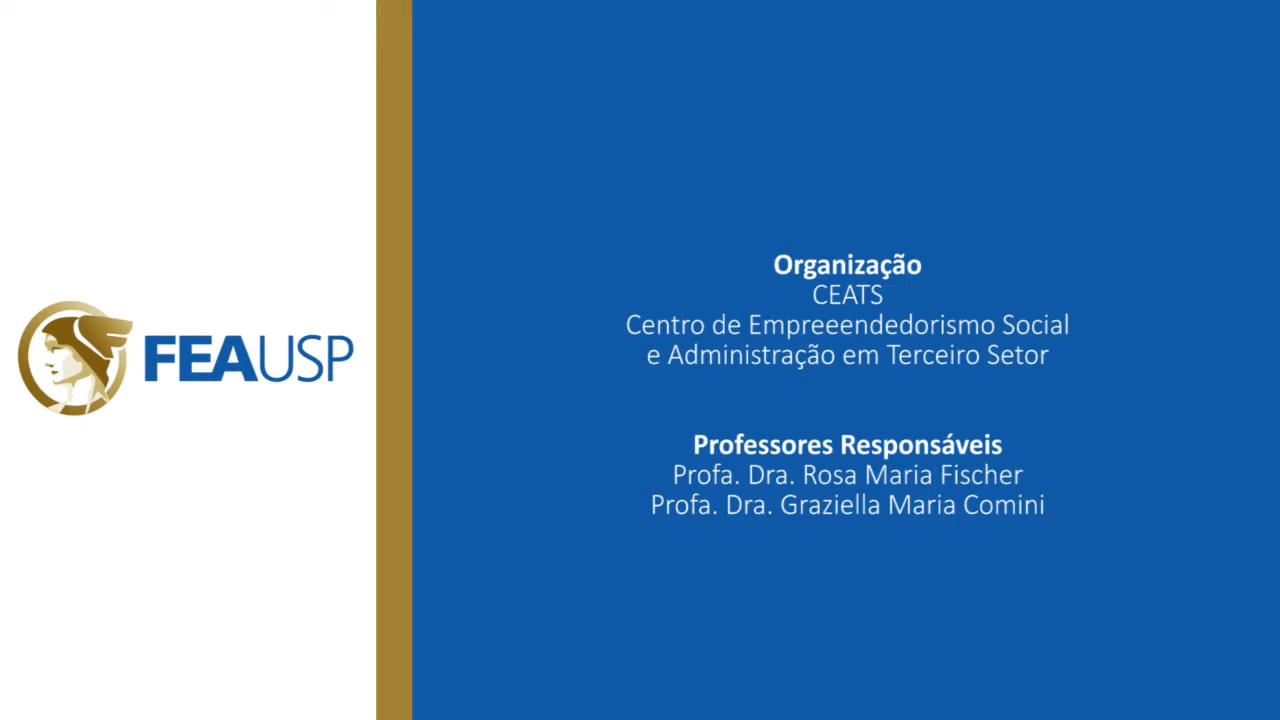 FEAUSP
Organização
CEATS
Centro de Empreeendedorismo Social
e Administração em Terceiro Setor
Professores Responsáveis
Profa. Dra. Rosa Maria Fischer
Profa. Dra. Graziella Maria Comini